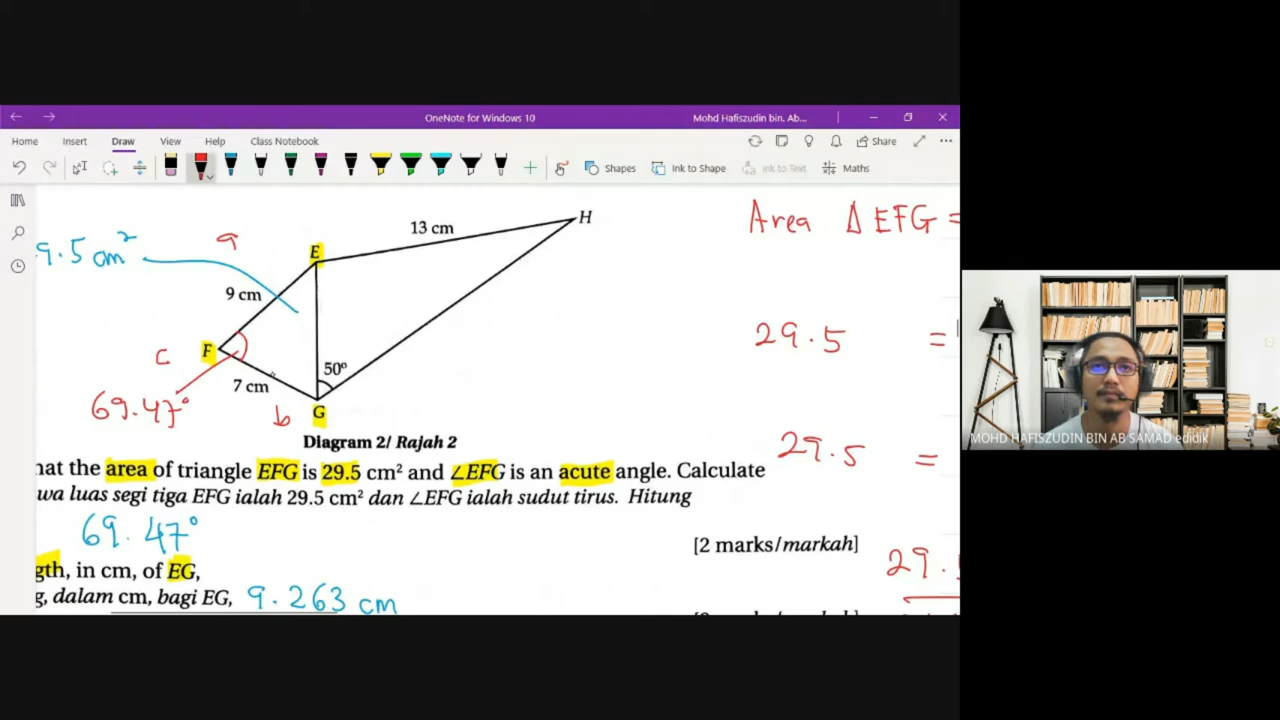 OneNote for Windows 10
Mohd Hafiszudin bin. Ab...
Home Insert Draw View Help Class Notebook
Share
Shapes Ink to Shape Ink to Text Maths
H
13 cm
Area Δ EFG =
9.5 cm²
a
E
9 cm
29.5 =
F
c
50°
7 cm
69.47°
b
G
Diagram 2/ Rajah 2
29.5 =
hat the area of triangle EFG is 29.5 cm² and ∠EFG is an acute angle. Calculate
wa luas segi tiga EFG ialah 29.5 cm² dan ∠EFG ialah sudut tirus. Hitung
69.47°
[2 marks/markah]
29.5
gth, in cm, of EG,
g, dalam cm, bagi EG, 9.263 cm
MOHD HAFISZUDIN BIN AB SAMAD edidik